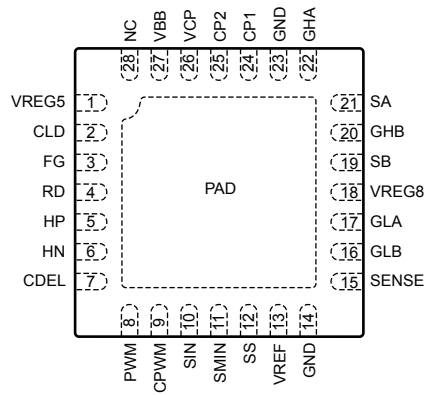 NC
VBB
VCP
CP2
CP1
GND
GHA
28
27
26
25
24
23
22
VREG5 1
CLD 2
FG 3
RD 4
HP 5
HN 6
CDEL 7
PAD
21 SA
20 GHB
19 SB
18 VREG8
17 GLA
16 GLB
15 SENSE
8
9
10
11
12
13
14
PWM
CPWM
SIN
SMIN
SS
VREF
GND